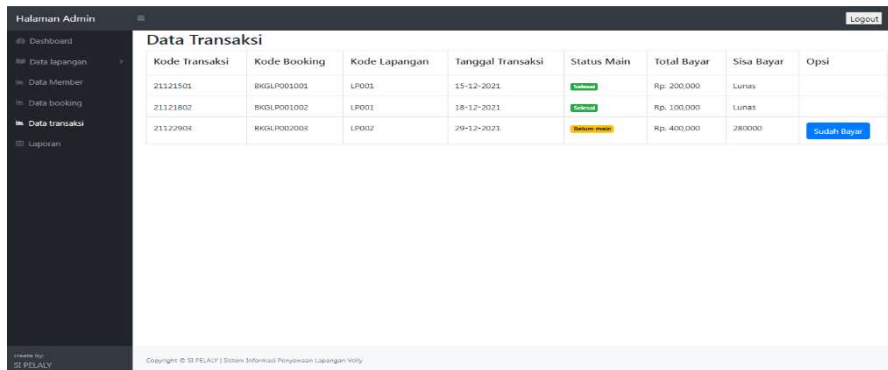 Halaman Admin
Logout
Dashboard
Data lapangan
Data Member
Data booking
Data transaksi
Laporan
Data Transaksi
Kode Transaksi Kode Booking Kode Lapangan Tanggal Transaksi Status Main Total Bayar Sisa Bayar Opsi
21121501 BKGLP001001 LP001 15-12-2021 Selesai Rp. 200,000 Lunas
21121802 BKGLP001002 LP001 18-12-2021 Selesai Rp. 100,000 Lunas
21122903 BKGLP002003 LP002 29-12-2021 Belum main Rp. 400,000 280000 Sudah Bayar
create by:
SI PELALY
Copyright © SI PELALY | Sistem Informasi Penyewaan Lapangan Volly